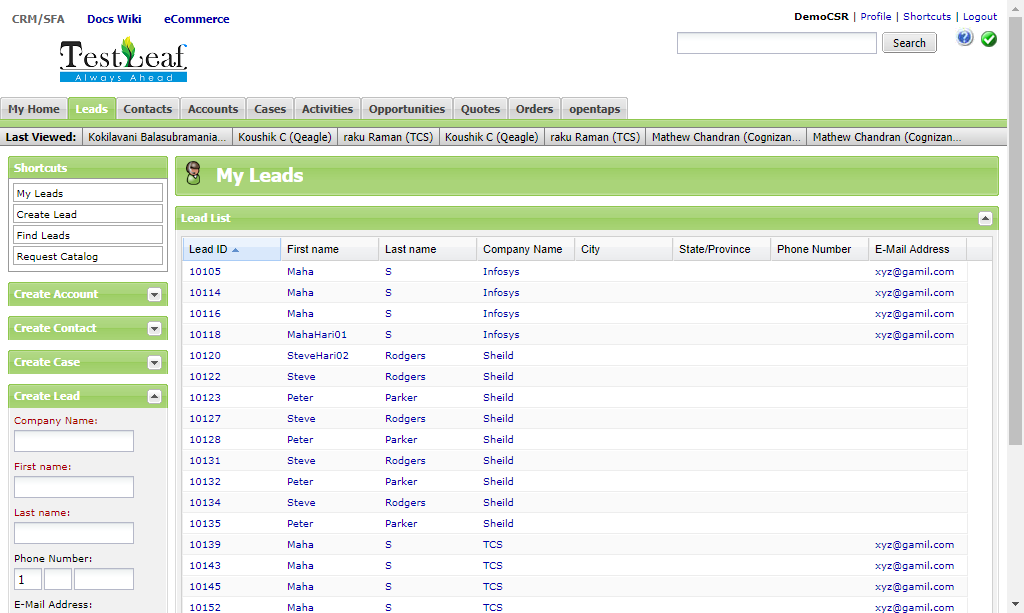 CRM/SFA Docs Wiki eCommerce
DemoCSR | Profile | Shortcuts | Logout
TestLeaf
Always Ahead
Search
My Home Leads Contacts Accounts Cases Activities Opportunities Quotes Orders opentaps
Last Viewed: Kokilavani Balasubramania... Koushik C (Qeagle) raku Raman (TCS) Koushik C (Qeagle) raku Raman (TCS) Mathew Chandran (Cognizan... Mathew Chandran (Cognizan...
Shortcuts
My Leads
Create Lead
Find Leads
Request Catalog
Create Account
Create Contact
Create Case
Create Lead
Company Name:
First name:
Last name:
Phone Number:
1
E-Mail Address:
My Leads
Lead List
Lead ID First name Last name Company Name City State/Province Phone Number E-Mail Address
10105 Maha S Infosys xyz@gamil.com
10114 Maha S Infosys xyz@gamil.com
10116 Maha S Infosys xyz@gamil.com
10118 MahaHari01 S Infosys xyz@gamil.com
10120 SteveHari02 Rodgers Sheild
10122 Steve Rodgers Sheild
10123 Peter Parker Sheild
10127 Steve Rodgers Sheild
10128 Peter Parker Sheild
10131 Steve Rodgers Sheild
10132 Peter Parker Sheild
10134 Steve Rodgers Sheild
10135 Peter Parker Sheild
10139 Maha S TCS xyz@gamil.com
10143 Maha S TCS xyz@gamil.com
10145 Maha S TCS xyz@gamil.com
10152 Maha S TCS xyz@gamil.com